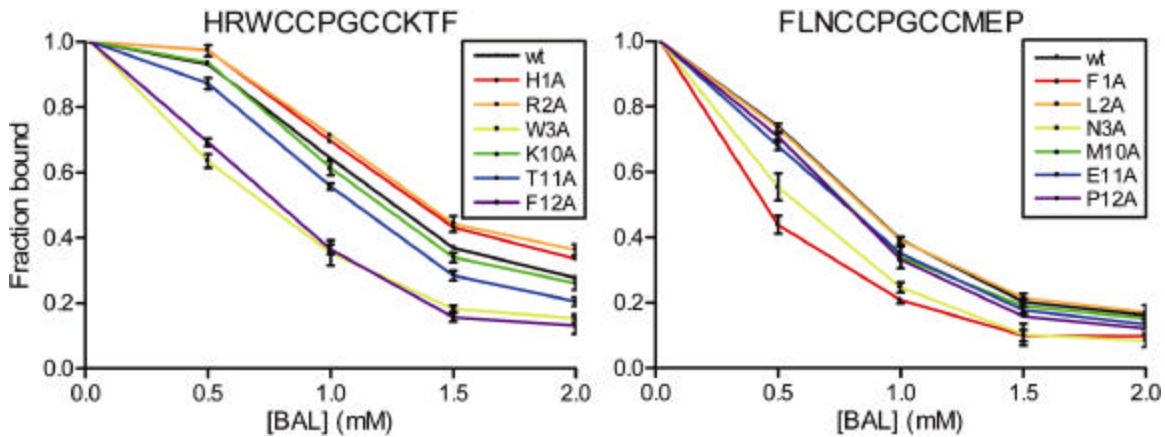 HRWCCPGCCKTF
FLNCCPGCCMEP
Fraction bound
1.0
0.8
0.6
0.4
0.2
0.0
0.0 0.5 1.0 1.5 2.0
[BAL] (mM)
wt
H1A
R2A
W3A
K10A
T11A
F12A
1.0
0.8
0.6
0.4
0.2
0.0
0.0 0.5 1.0 1.5 2.0
[BAL] (mM)
wt
F1A
L2A
N3A
M10A
E11A
P12A